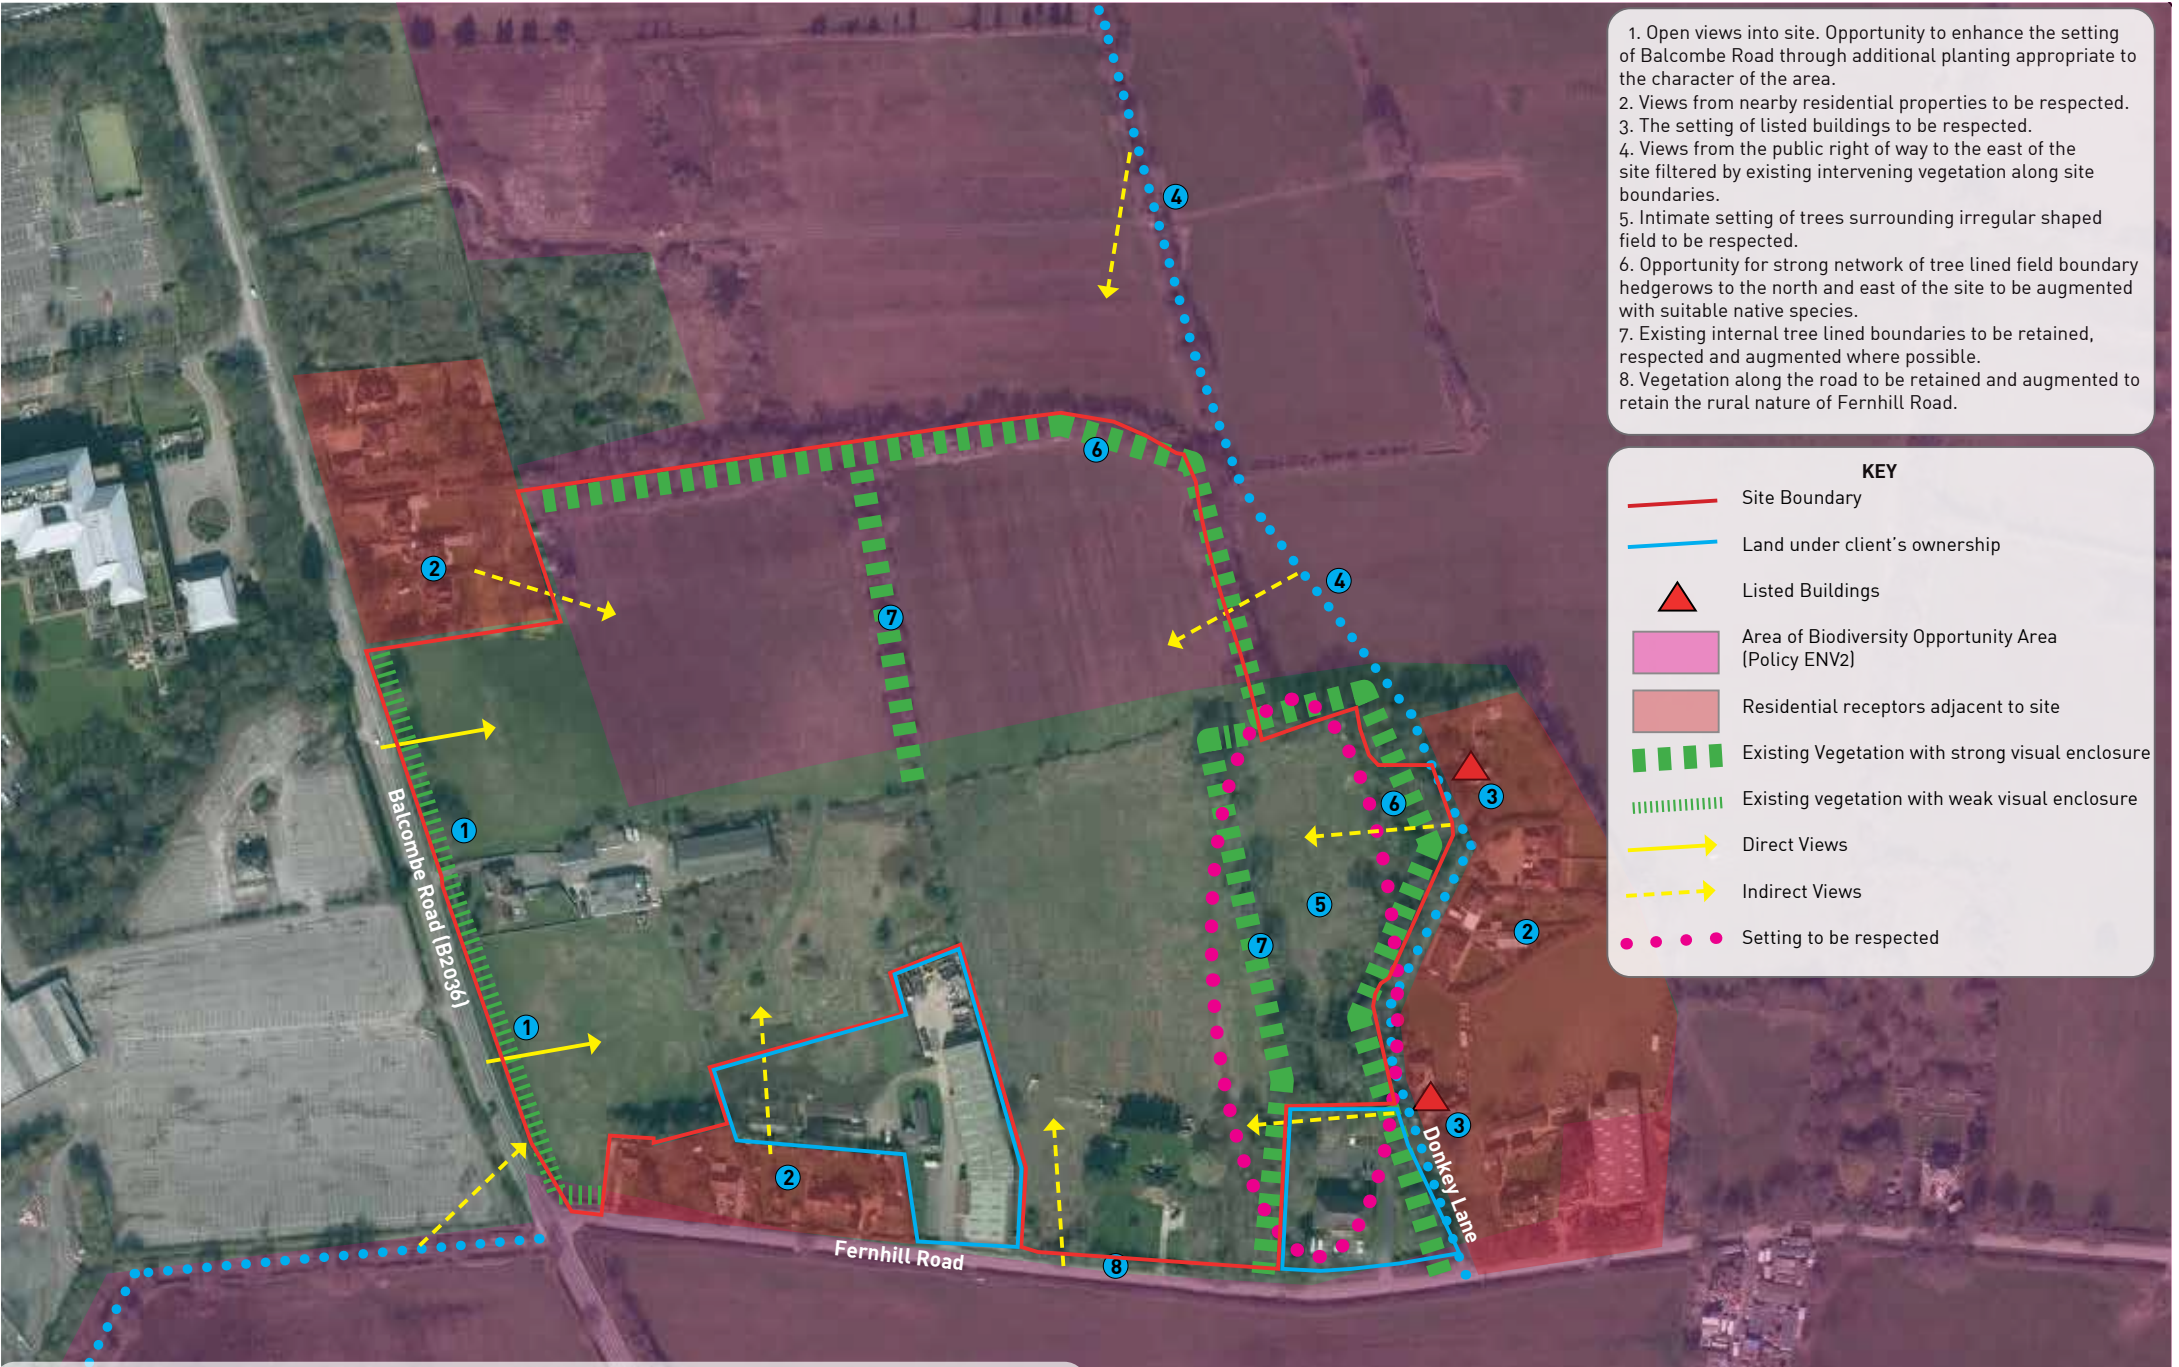 1. Open views into site. Opportunity to enhance the setting
of Balcombe Road through additional planting appropriate to
the character of the area.
2. Views from nearby residential properties to be respected.
3. The setting of listed buildings to be respected.
4. Views from the public right of way to the east of the
site filtered by existing intervening vegetation along site
boundaries.
5. Intimate setting of trees surrounding irregular shaped
field to be respected.
6. Opportunity for strong network of tree lined field boundary
hedgerows to the north and east of the site to be augmented
with suitable native species.
7. Existing internal tree lined boundaries to be retained,
respected and augmented where possible.
8. Vegetation along the road to be retained and augmented to
retain the rural nature of Fernhill Road.
KEY
Site Boundary
Land under client's ownership
Listed Buildings
Area of Biodiversity Opportunity Area
(Policy ENV2)
Residential receptors adjacent to site
Existing Vegetation with strong visual enclosure
Existing vegetation with weak visual enclosure
Direct Views
Indirect Views
Setting to be respected
4
6
2
4
7
3
6
1
5
2
7
1
3
2
8
Balcombe Road (B2036)
Fernhill Road
Donkey Lane